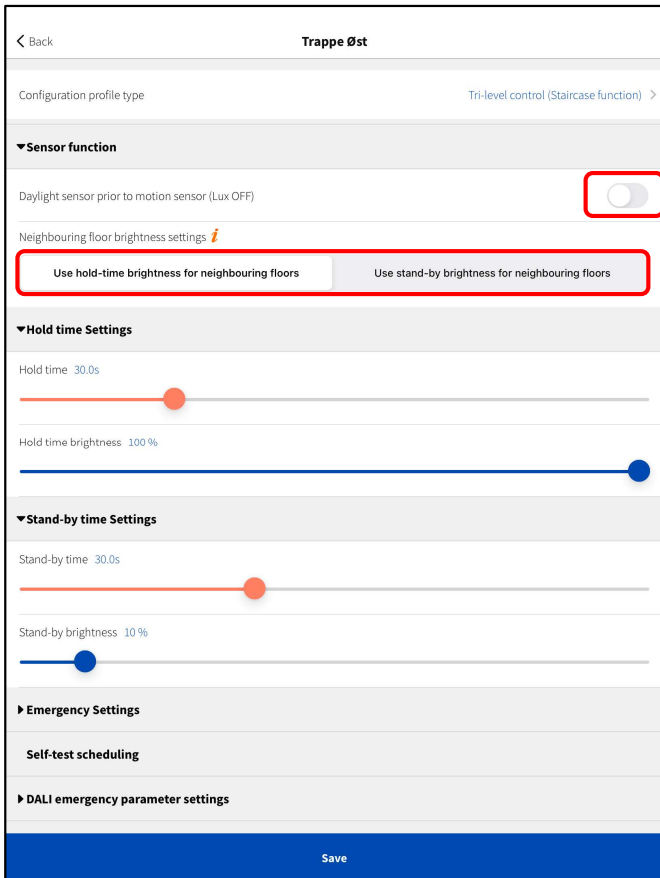 Back
Trappe Øst
Configuration profile type
Tri-level control (Staircase function)
Sensor function
Daylight sensor prior to motion sensor (Lux OFF)
Neighbouring floor brightness settings i
Use hold-time brightness for neighbouring floors
Use stand-by brightness for neighbouring floors
Hold time Settings
Hold time 30.0s
Hold time brightness 100 %
Stand-by time Settings
Stand-by time 30.0s
Stand-by brightness 10 %
Emergency Settings
Self-test scheduling
DALI emergency parameter settings
Save